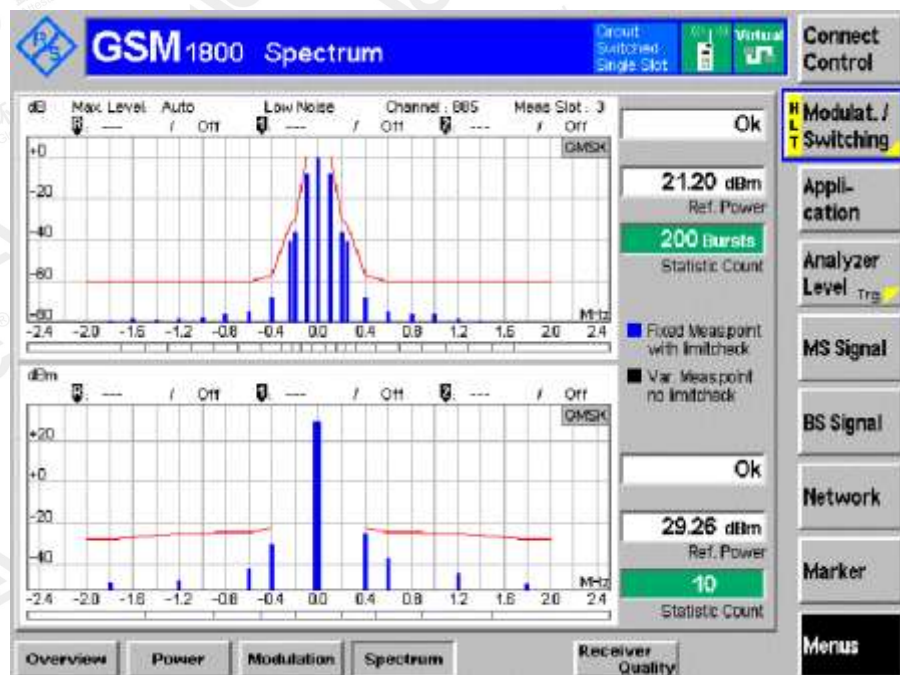 R&S
GSM 1800 Spectrum
Circuit
Switched
Single Slot
Virtual
Connect
Control
dB Max. Level: Auto Low Noise Channel: 885 Meas Slot: 3
R: --- / Off 1: --- / Off 2: --- / Off
GMSK
+0
-20
-40
-60
-80
-2.4 -2.0 -1.6 -1.2 -0.8 -0.4 0.0 0.4 0.8 1.2 1.6 2.0 2.4
MHz
Ok
21.20 dBm
Ref. Power
200 Bursts
Statistic Count
Fixed Meas.point
with limitcheck
Var. Meas.point
no limitcheck
dBm
R: --- / Off 1: --- / Off 2: --- / Off
GMSK
+20
+0
-20
-40
-2.4 -2.0 -1.6 -1.2 -0.8 -0.4 0.0 0.4 0.8 1.2 1.6 2.0 2.4
MHz
Ok
29.26 dBm
Ref. Power
10
Statistic Count
HLT
Modulat. /
Switching
Appli-
cation
Analyzer
Level Trg
MS Signal
BS Signal
Network
Marker
Menus
Overview
Power
Modulation
Spectrum
Receiver
Quality